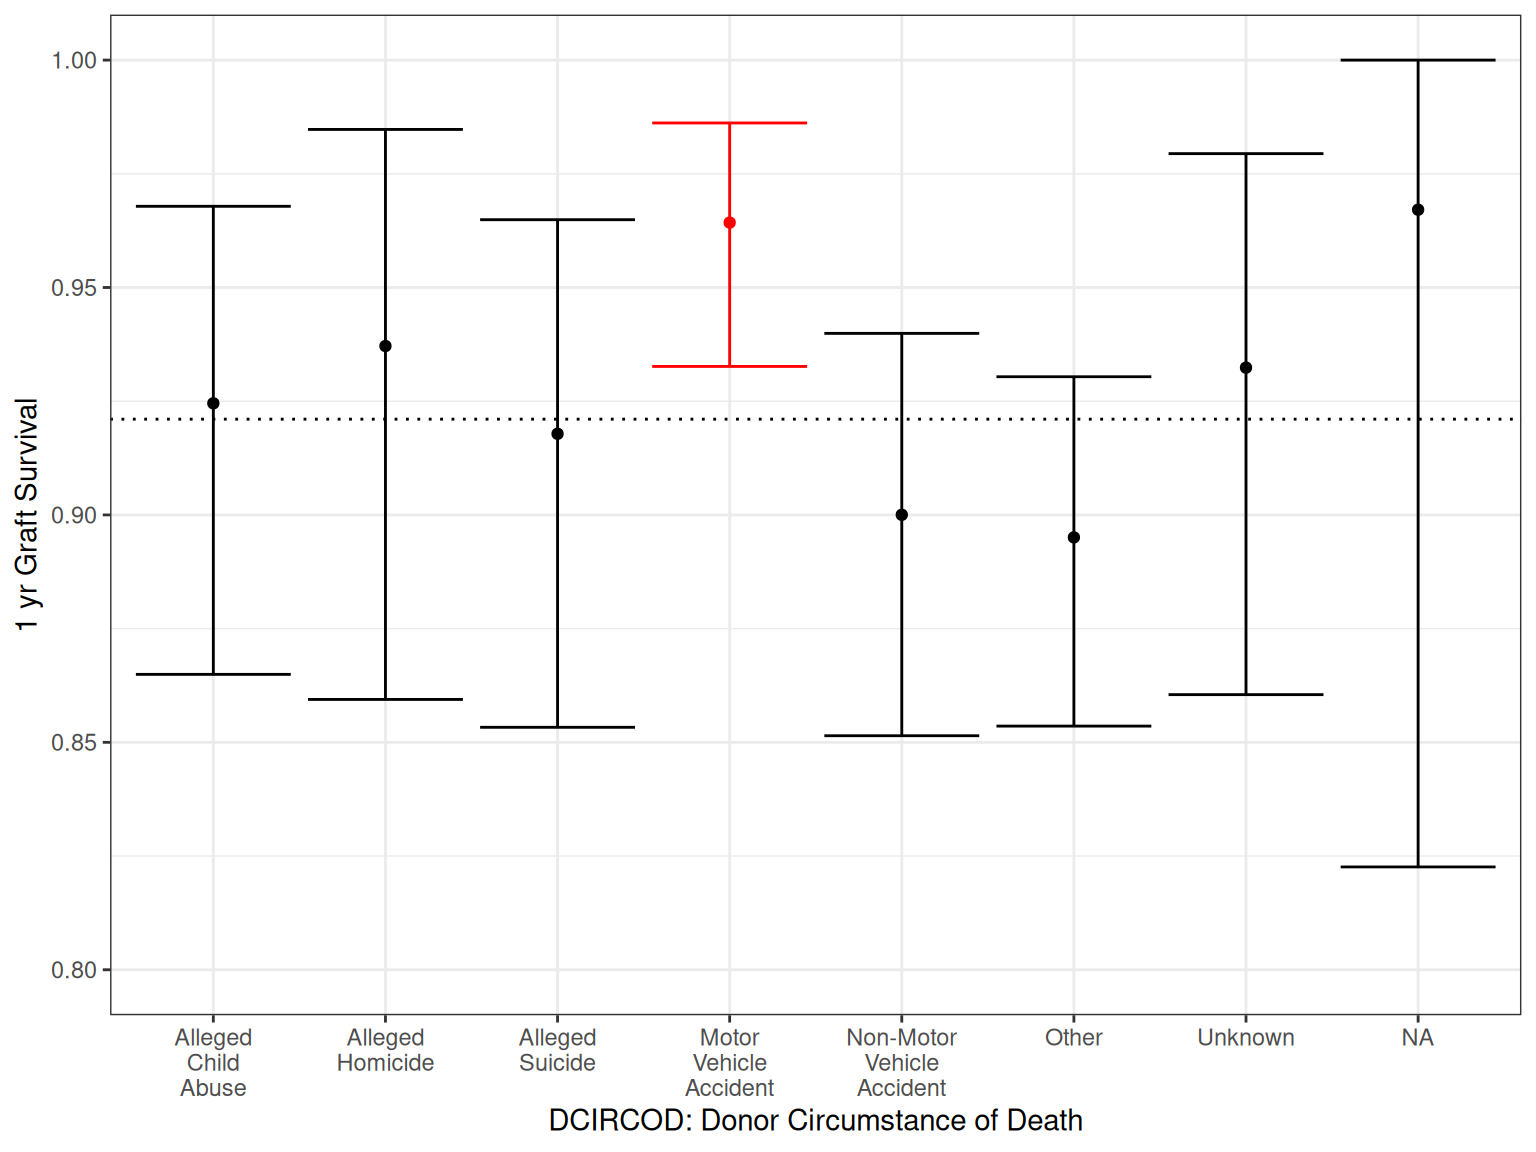 1.00
0.95
0.90
0.85
0.80
1 yr Graft Survival
Alleged
Child
Abuse
Alleged
Homicide
Alleged
Suicide
Motor
Vehicle
Accident
Non-Motor
Vehicle
Accident
Other
Unknown
NA
DCIRCOD: Donor Circumstance of Death